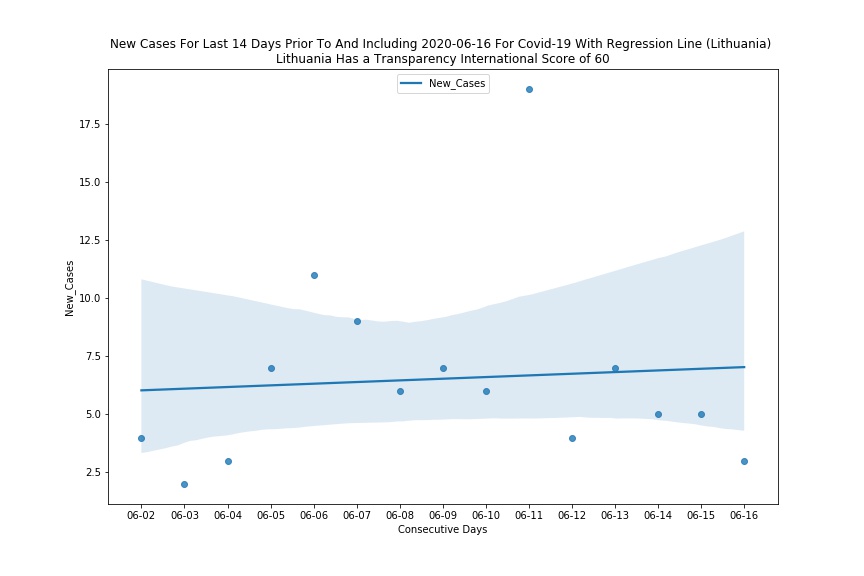 New Cases For Last 14 Days Prior To And Including 2020-06-16 For Covid-19 With Regression Line (Lithuania)
Lithuania Has a Transparency International Score of 60
New_Cases
17.5
15.0
12.5
10.0
7.5
5.0
2.5
New_Cases
06-02 06-03 06-04 06-05 06-06 06-07 06-08 06-09 06-10 06-11 06-12 06-13 06-14 06-15 06-16
Consecutive Days